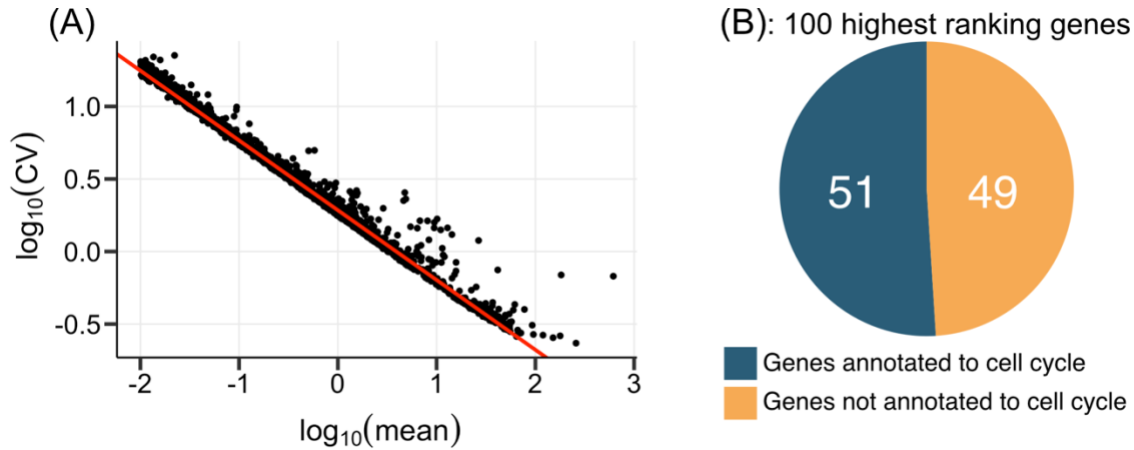 (A)
log10(CV)
1.0
0.5
0.0
-0.5
-2 -1 0 1 2 3
log10(mean)
(B): 100 highest ranking genes
51 49
Genes annotated to cell cycle
Genes not annotated to cell cycle